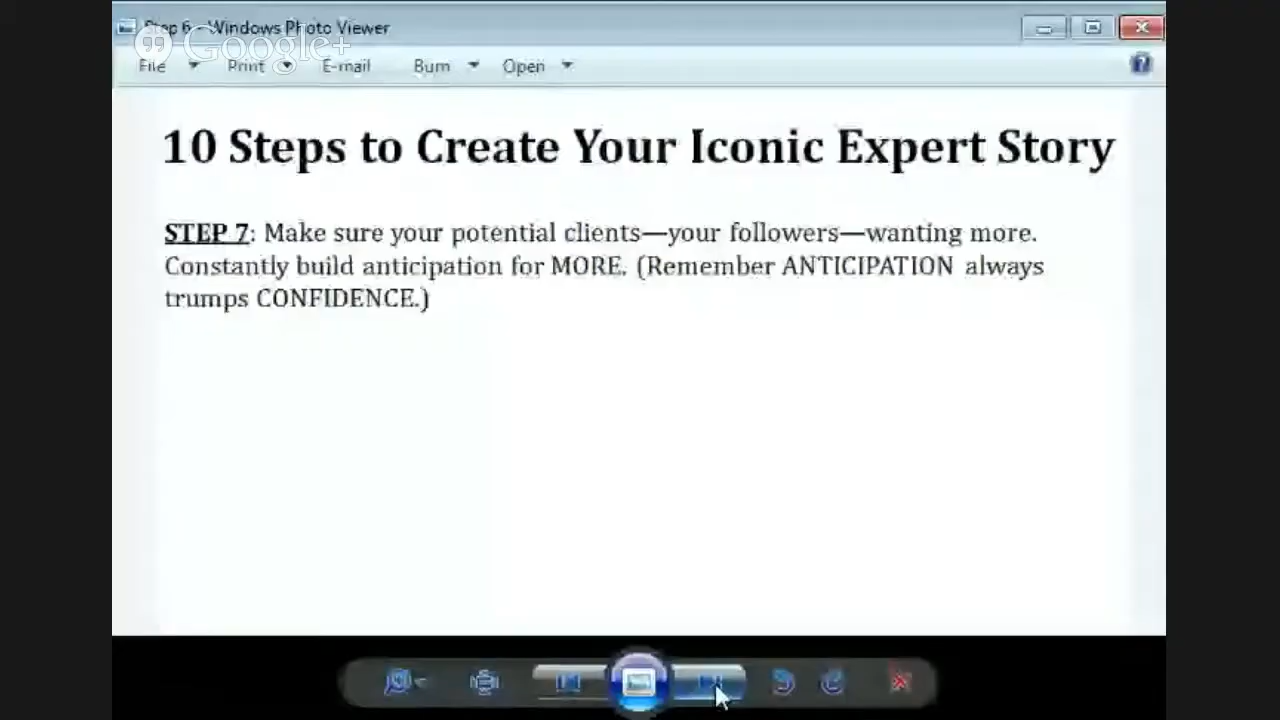 Step 6 - Windows Photo Viewer
Google+
File Print E-mail Burn Open
10 Steps to Create Your Iconic Expert Story
STEP 7: Make sure your potential clients—your followers—wanting more.
Constantly build anticipation for MORE. (Remember ANTICIPATION always
trumps CONFIDENCE.)